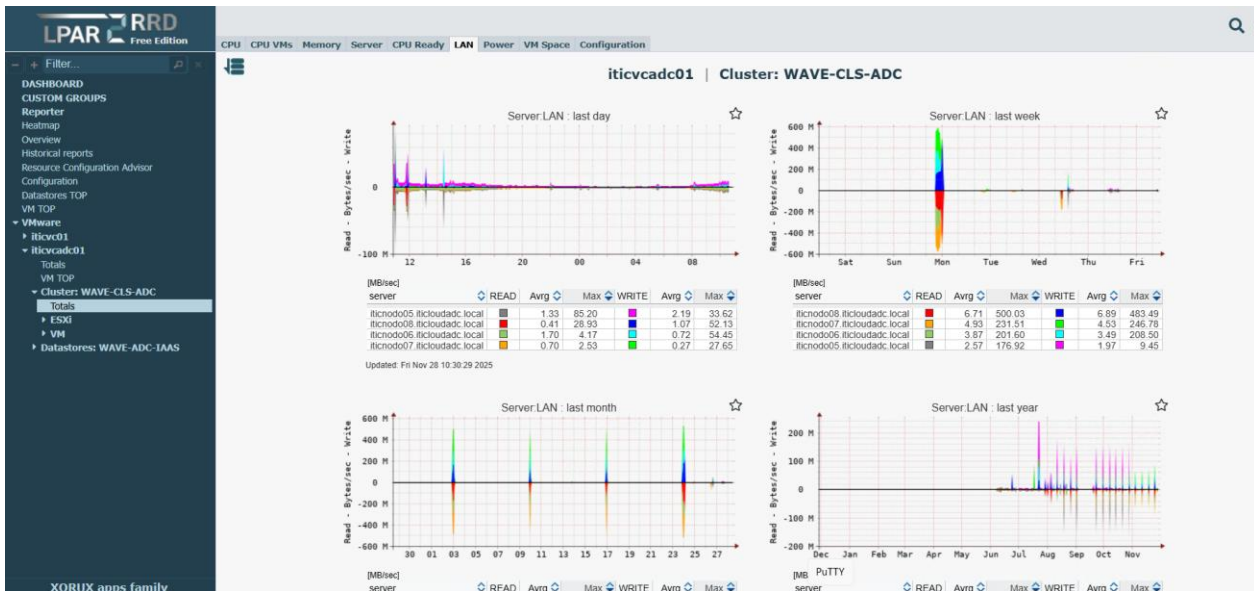 LPAR2RRD Free Edition
CPU CPU VMs Memory Server CPU Ready LAN Power VM Space Configuration
− + Filter... ×
DASHBOARD
CUSTOM GROUPS
Reporter
Heatmap
Overview
Historical reports
Resource Configuration Advisor
Configuration
Datastores TOP
VM TOP
VMware
iticvc01
iticvcadc01
Totals
VM TOP
Cluster: WAVE-CLS-ADC
Totals
ESXi
VM
Datastores: WAVE-ADC-IAAS
XORUX apps family
iticvcadc01 | Cluster: WAVE-CLS-ADC
Server:LAN : last day
Read - Bytes/sec - Write
0
-100 M
12 16 20 00 04 08
[MB/sec]
server READ Avrg Max WRITE Avrg Max
iticnodo05.iticloudadc.local 1.33 85.20 2.19 33.62
iticnodo08.iticloudadc.local 0.41 28.93 1.07 52.13
iticnodo06.iticloudadc.local 1.70 4.17 0.72 54.45
iticnodo07.iticloudadc.local 0.70 2.53 0.27 27.65
Updated: Fri Nov 28 10:30:29 2025
Server:LAN : last week
Read - Bytes/sec - Write
600 M
400 M
200 M
0
-200 M
-400 M
-600 M
Sat Sun Mon Tue Wed Thu Fri
[MB/sec]
server READ Avrg Max WRITE Avrg Max
iticnodo08.iticloudadc.local 6.71 500.03 6.89 483.49
iticnodo07.iticloudadc.local 4.93 231.51 4.53 246.78
iticnodo06.iticloudadc.local 3.87 201.60 3.49 208.50
iticnodo05.iticloudadc.local 2.57 176.92 1.97 9.45
Server:LAN : last month
Read - Bytes/sec - Write
600 M
400 M
200 M
0
-200 M
-400 M
-600 M
30 01 03 05 07 09 11 13 15 17 19 21 23 25 27
[MB/sec]
server READ Avrg Max WRITE Avrg Max
Server:LAN : last year
Read - Bytes/sec - Write
200 M
100 M
0
-100 M
-200 M
Dec Jan Feb Mar Apr May Jun Jul Aug Sep Oct Nov
[MB
PuTTY
server READ Avrg Max WRITE Avrg Max